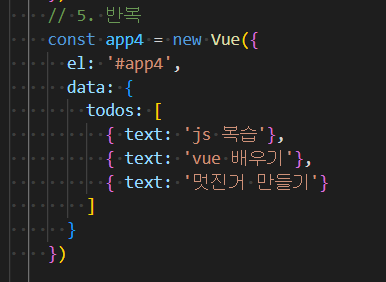 // 5. 반복
const app4 = new Vue({
el: '#app4',
data: {
todos: [
{ text: 'js 복습'},
{ text: 'vue 배우기'},
{ text: '멋진거 만들기'}
]
}
})